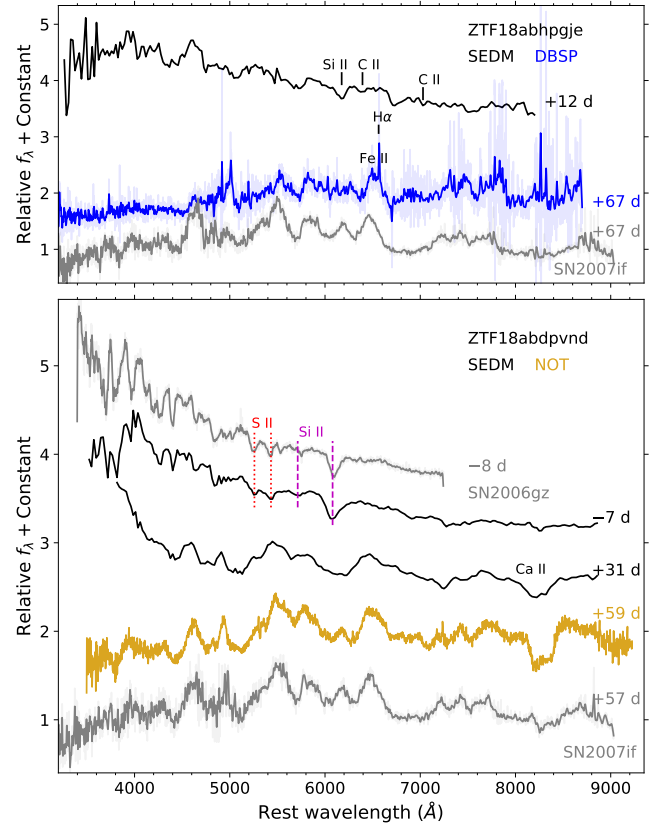 ZTF18abhpgje
SEDM DBSP
Si II C II C II
+12 d
Hα
Fe II
+67 d
+67 d
SN2007if
5
4
3
2
1
Relative fλ + Constant
ZTF18abdpvnd
SEDM NOT
S II Si II
−8 d
SN2006gz
−7 d
+31 d
Ca II
+59 d
+57 d
SN2007if
5
4
3
2
1
Relative fλ + Constant
4000 5000 6000 7000 8000 9000
Rest wavelength (Å)